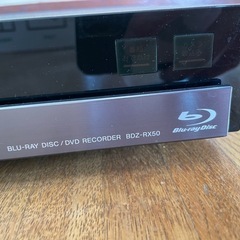 BLU-RAY DISC / DVD RECORDER BDZ-RX50
Blu-ray Disc